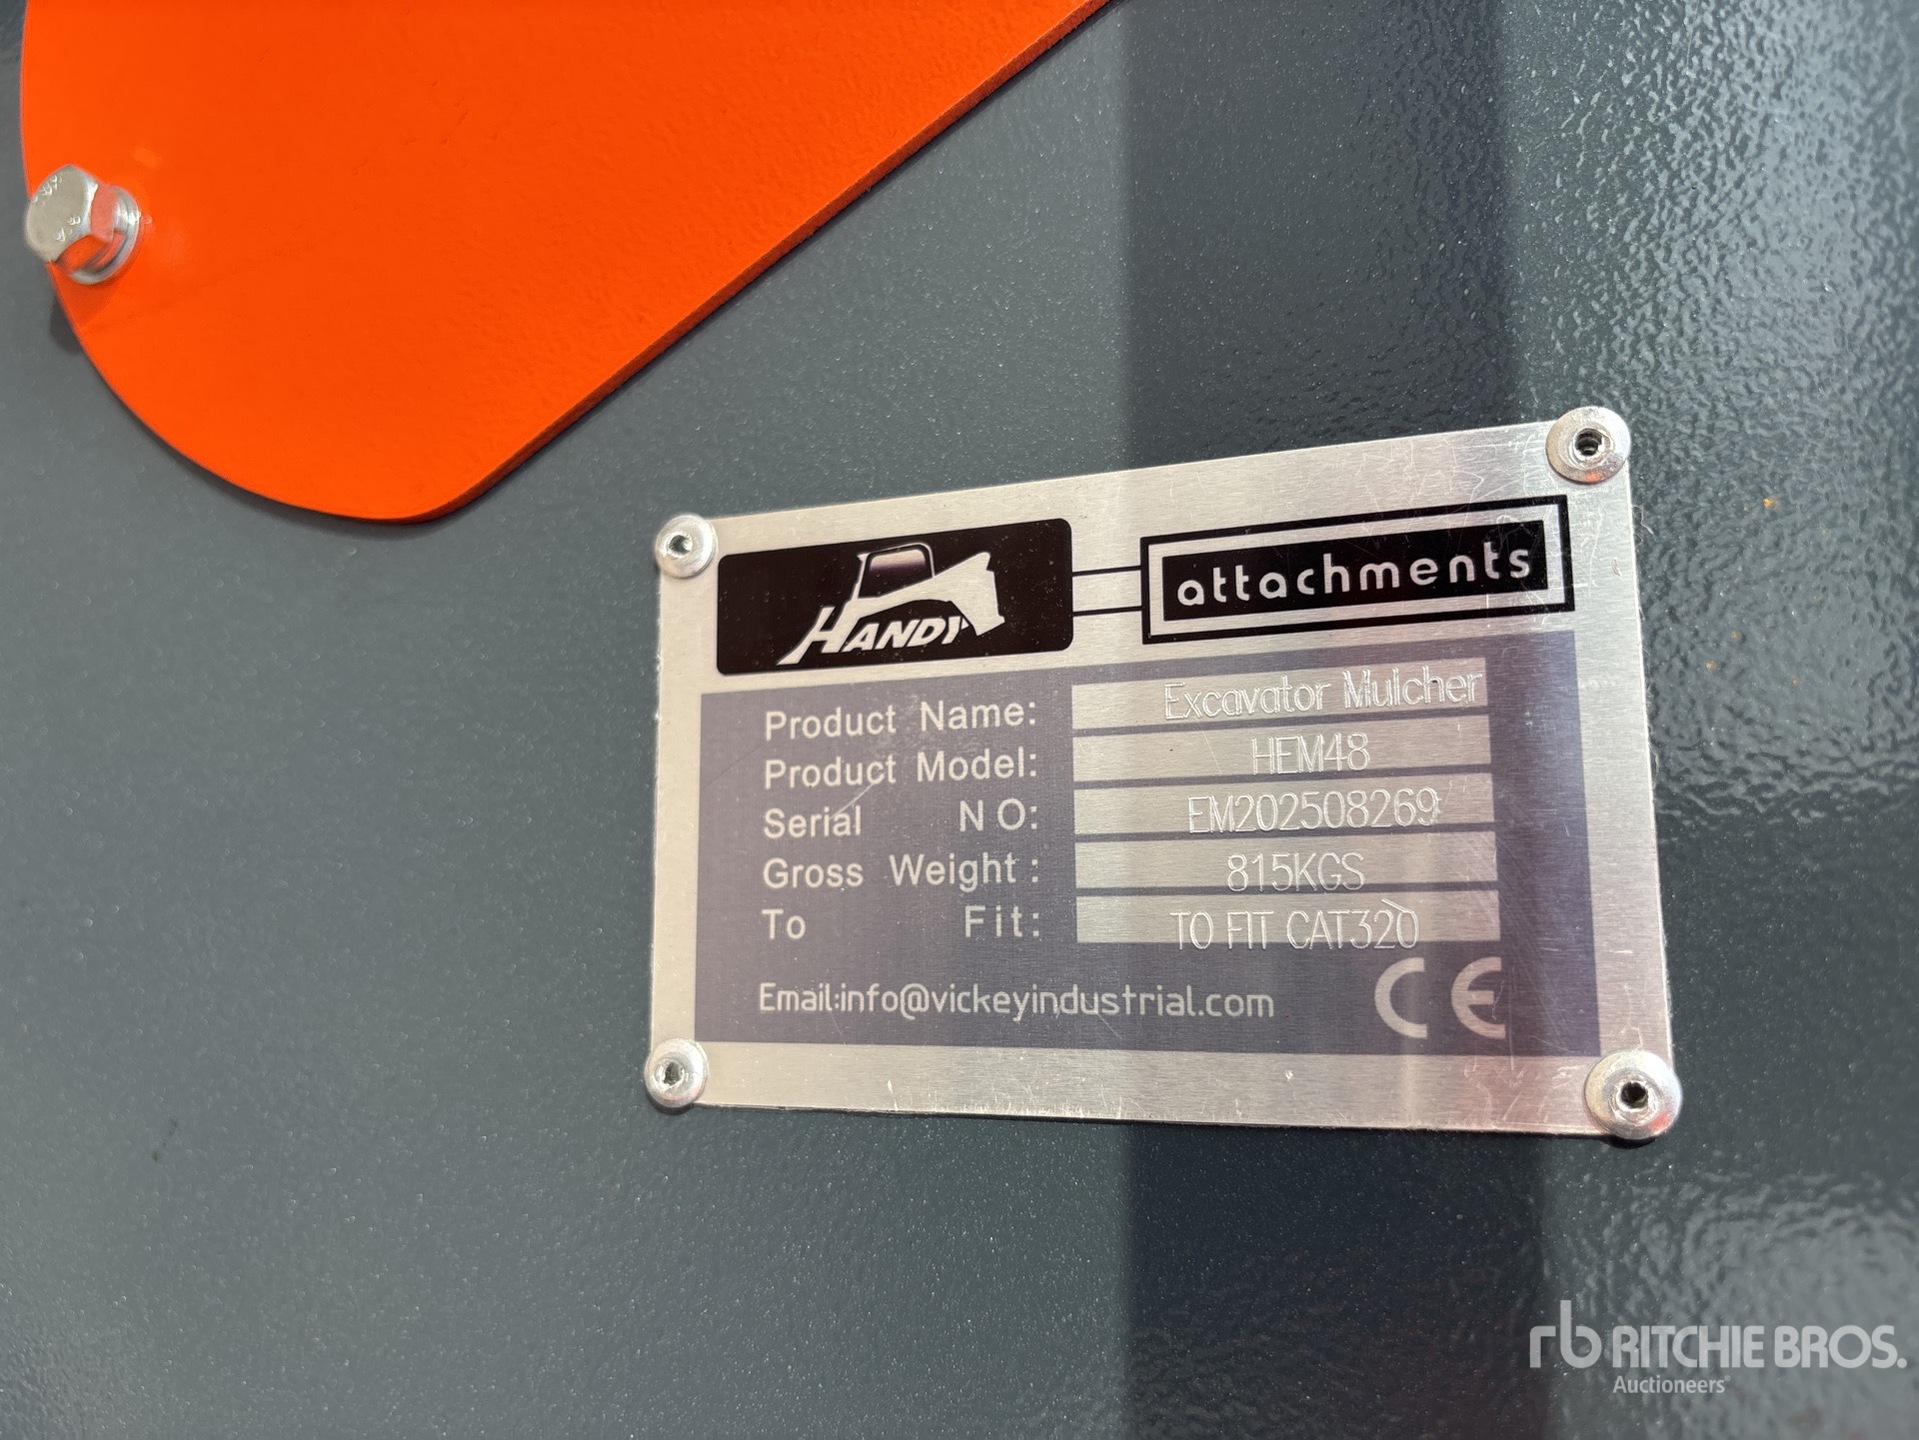 HANDY attachments
Product Name: Excavator Mulcher
Product Model: HEM48
Serial NO: EM202508269
Gross Weight: 815KGS
To Fit: TO FIT CAT320
Email:info@vickeyindustrial.com CE
rb RITCHIE BROS.
Auctioneers